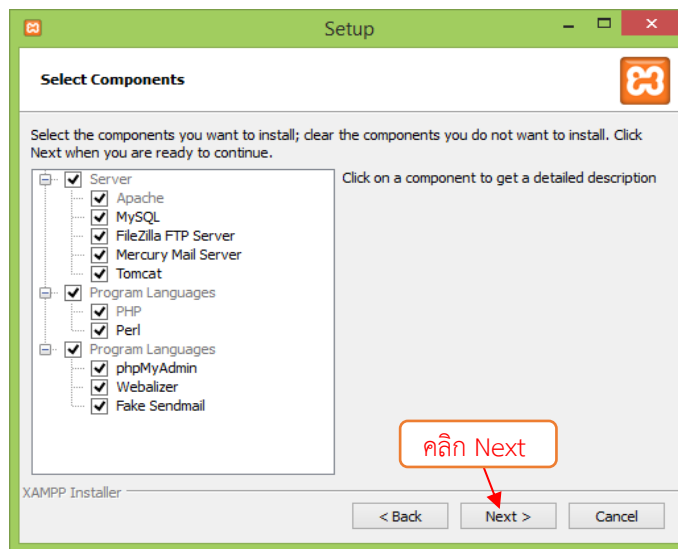 Setup
Select Components
Select the components you want to install; clear the components you do not want to install. Click
Next when you are ready to continue.
Server
Click on a component to get a detailed description
Apache
MySQL
FileZilla FTP Server
Mercury Mail Server
Tomcat
Program Languages
PHP
Perl
Program Languages
phpMyAdmin
Webalizer
Fake Sendmail
คลิก Next
XAMPP Installer
< Back
Next >
Cancel